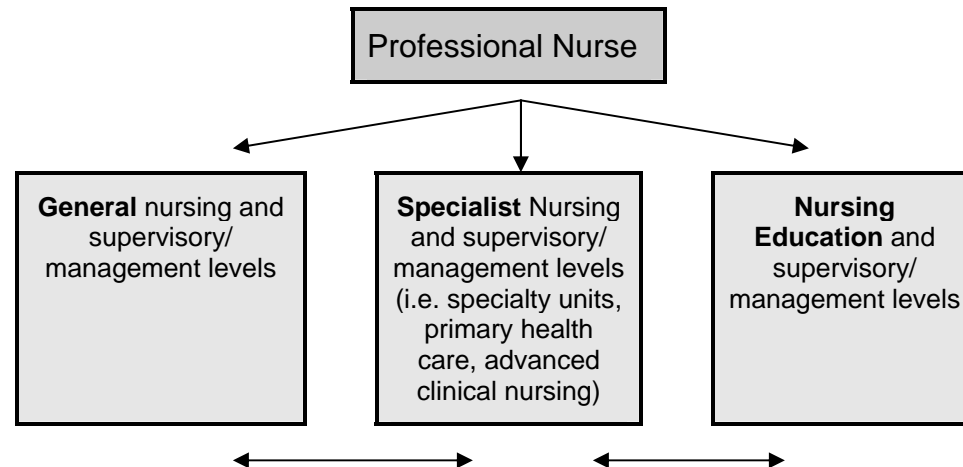 Professional Nurse
General nursing and
supervisory/
management levels
Specialist Nursing
and supervisory/
management levels
(i.e. specialty units,
primary health
care, advanced
clinical nursing)
Nursing
Education and
supervisory/
management levels